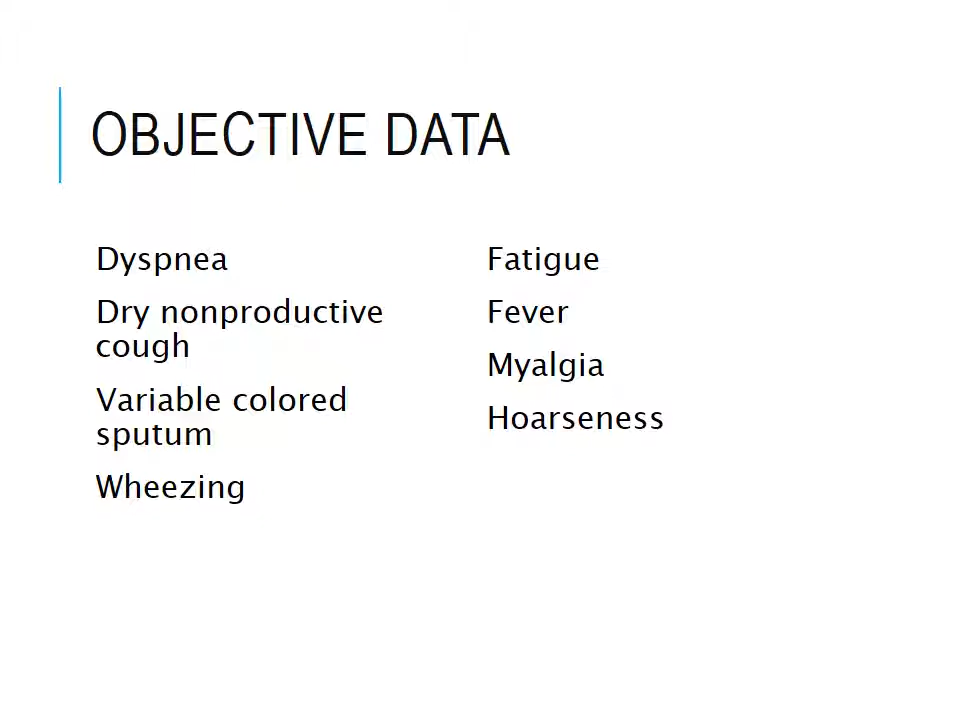 OBJECTIVE DATA
Dyspnea
Dry nonproductive
cough
Variable colored
sputum
Wheezing
Fatigue
Fever
Myalgia
Hoarseness